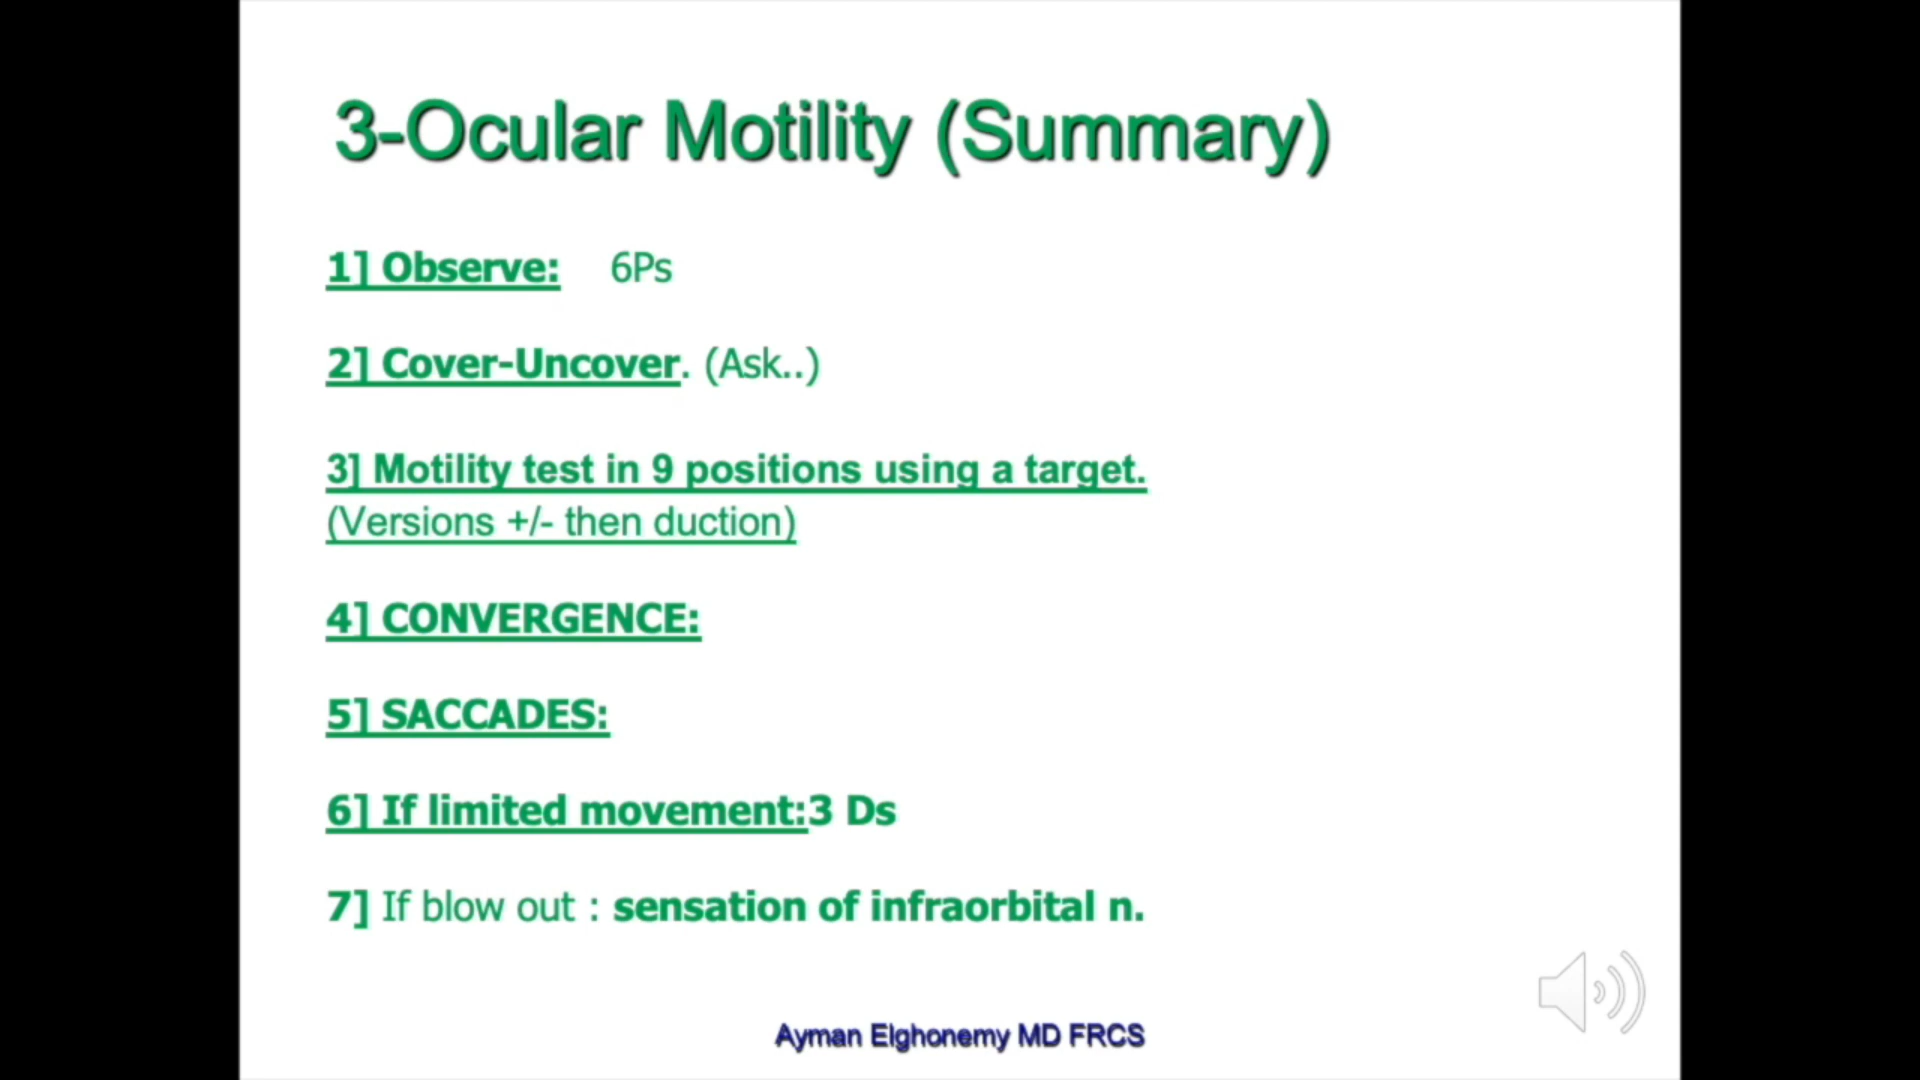 3-Ocular Motility (Summary)
1] Observe: 6Ps
2] Cover-Uncover. (Ask..)
3] Motility test in 9 positions using a target.
(Versions +/- then duction)
4] CONVERGENCE:
5] SACCADES:
6] If limited movement:3 Ds
7] If blow out : sensation of infraorbital n.
Ayman Elghonemy MD FRCS